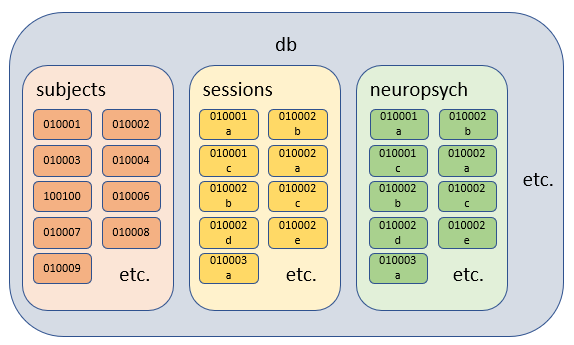 db
subjects
010001 010002
010003 010004
100100 010006
010007 010008
010009 etc.
sessions
010001 a 010002 b
010001 c 010002 a
010002 b 010002 c
010002 d 010002 e
010003 a etc.
neuropsych
010001 a 010002 b
010001 c 010002 a
010002 b 010002 c
010002 d 010002 e
010003 a etc.
etc.